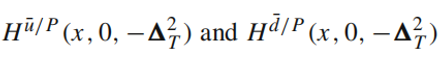 H^{ū/P}(x, 0, −Δ_T^2) and H^{d̄/P}(x, 0, −Δ_T^2)